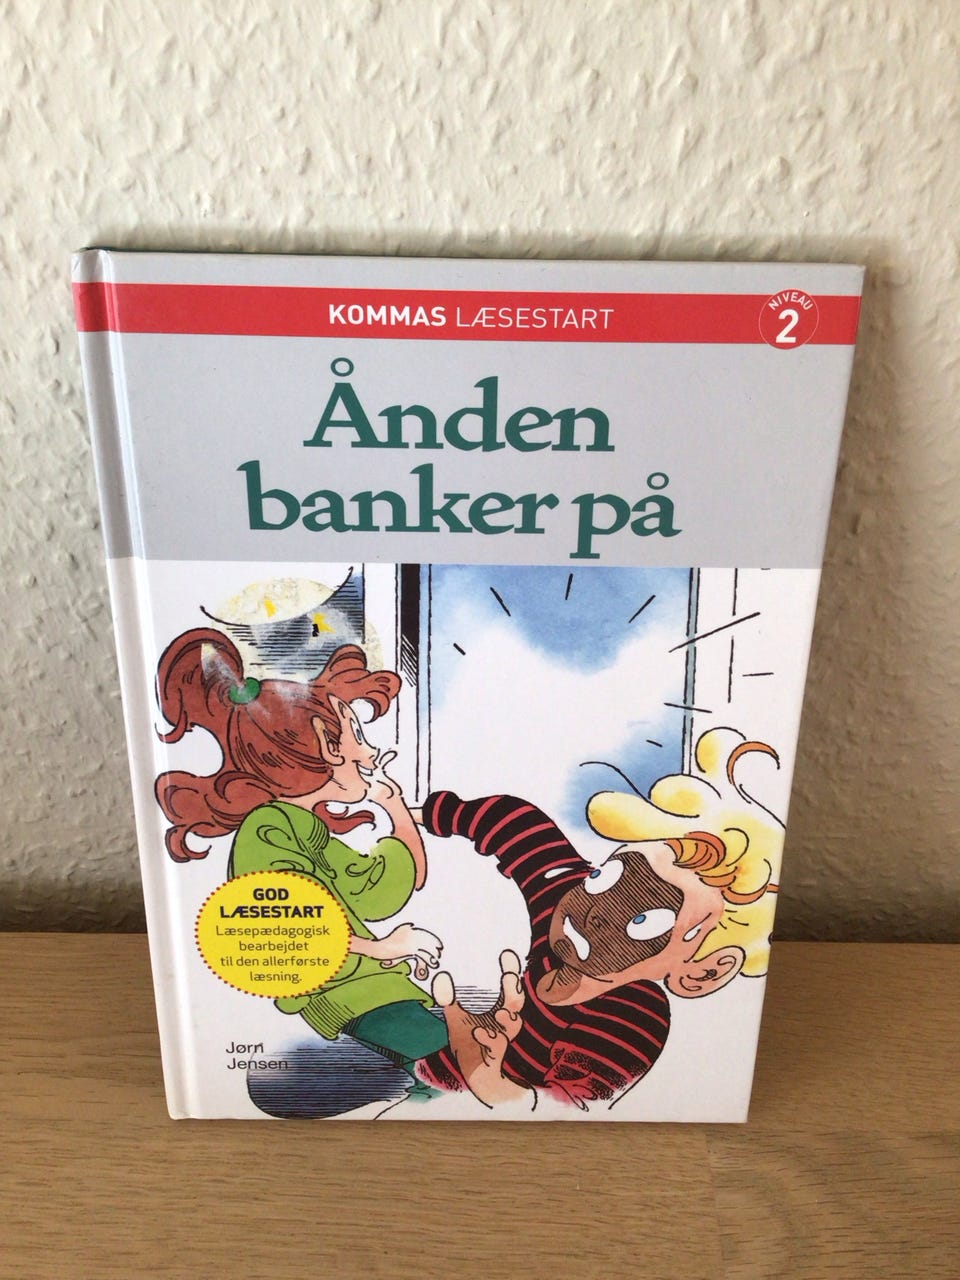 KOMMAS LÆSESTART
NIVEAU
2
Ånden
banker på
GOD
LÆSESTART
Læsepædagogisk
bearbejdet
til den allerførste
læsning.
Jørn
Jensen